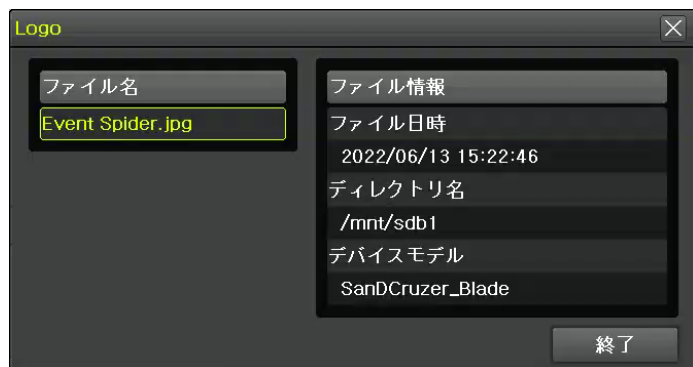 Logo
ファイル名
Event Spider.jpg
ファイル情報
ファイル日時
2022/06/13 15:22:46
ディレクトリ名
/mnt/sdb1
デバイスモデル
SanDCruzer_Blade
終了